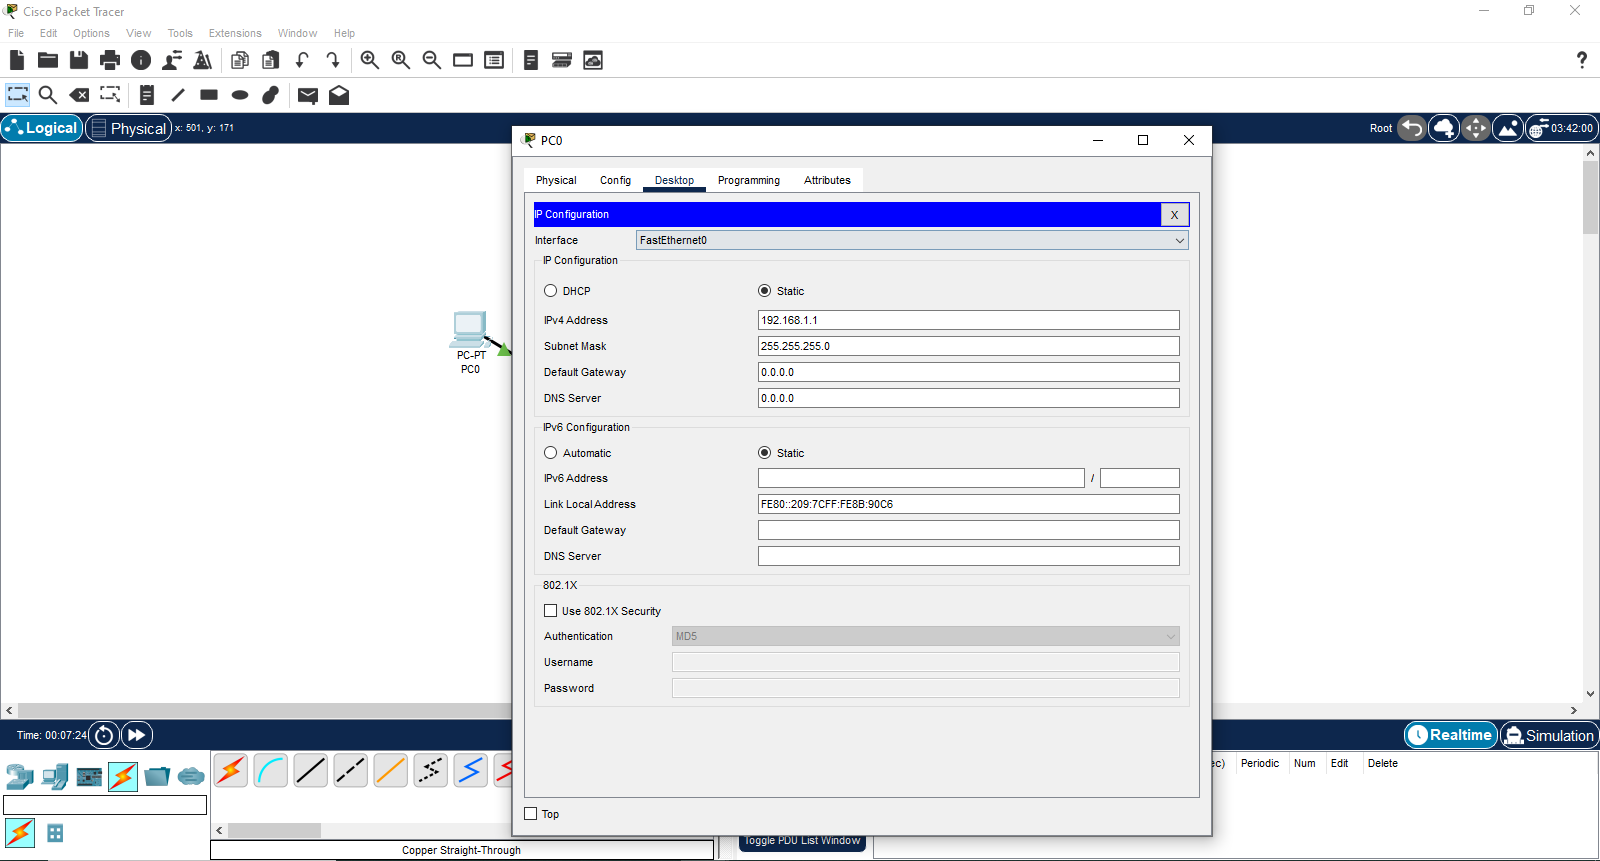 Cisco Packet Tracer
File Edit Options View Tools Extensions Window Help
Logical Physical x: 501, y: 171 Root 03:42:00
PC0
Physical Config Desktop Programming Attributes
IP Configuration X
Interface FastEthernet0
IP Configuration
DHCP Static
IPv4 Address 192.168.1.1
Subnet Mask 255.255.255.0
Default Gateway 0.0.0.0
DNS Server 0.0.0.0
IPv6 Configuration
Automatic Static
IPv6 Address /
Link Local Address FE80::209:7CFF:FE8B:90C6
Default Gateway
DNS Server
802.1X
Use 802.1X Security
Authentication MD5
Username
Password
Top
PC-PT
PC0
Time: 00:07:24 Realtime Simulation
ec) Periodic Num Edit Delete
Toggle PDU List Window
Copper Straight-Through